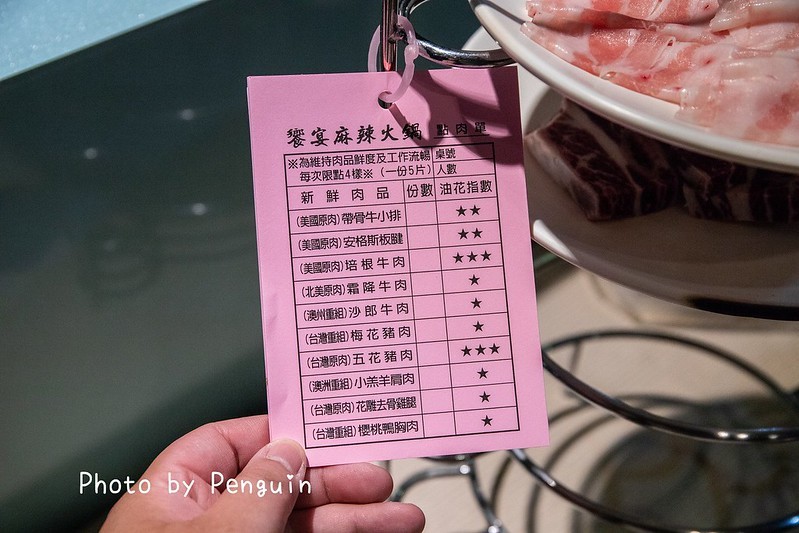 饗宴麻辣火鍋 點肉單
※為維持肉品鮮度及工作流暢 桌號
每次限點4樣※(一份5片) 人數
新鮮肉品 份數 油花指數
(美國原肉)帶骨牛小排 ★★
(美國原肉)安格斯板腱 ★★
(美國原肉)培根牛肉 ★★★
(北美原肉)霜降牛肉 ★
(澳州重組)沙郎牛肉 ★
(台灣重組)梅花豬肉 ★
(台灣原肉)五花豬肉 ★★★
(澳洲重組)小羔羊肩肉 ★
(台灣原肉)花雕去骨雞腿 ★
(台灣重組)櫻桃鴨胸肉 ★
Photo by Penguin